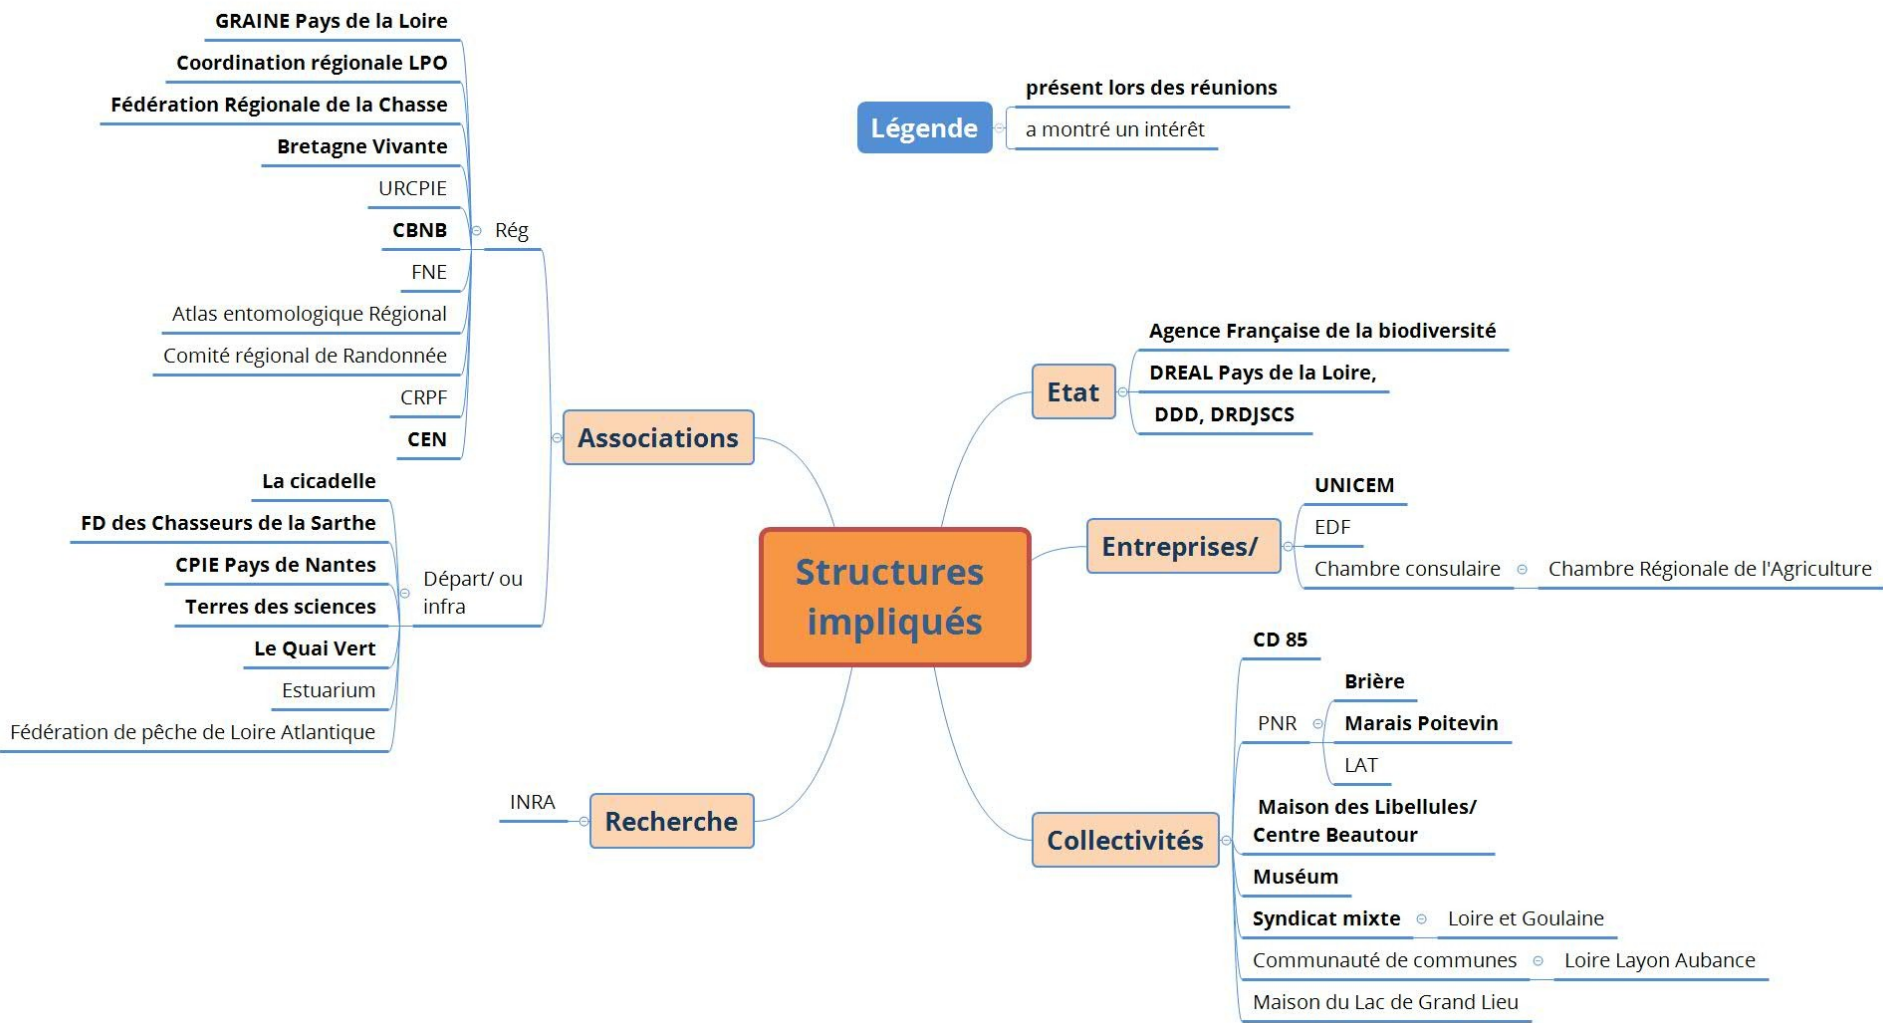 GRAINE Pays de la Loire
Coordination régionale LPO
Fédération Régionale de la Chasse
Bretagne Vivante
URCPIE
CBNB
FNE
Atlas entomologique Régional
Comité régional de Randonnée
CRPF
CEN
Rég
La cicadelle
FD des Chasseurs de la Sarthe
CPIE Pays de Nantes
Terres des sciences
Le Quai Vert
Estuarium
Fédération de pêche de Loire Atlantique
Départ/ ou
infra
Associations
INRA
Recherche
Structures
impliqués
Légende
présent lors des réunions
a montré un intérêt
Etat
Agence Française de la biodiversité
DREAL Pays de la Loire,
DDD, DRDJSCS
Entreprises/
UNICEM
EDF
Chambre consulaire
Chambre Régionale de l'Agriculture
Collectivités
CD 85
PNR
Brière
Marais Poitevin
LAT
Maison des Libellules/
Centre Beautour
Muséum
Syndicat mixte
Loire et Goulaine
Communauté de communes
Loire Layon Aubance
Maison du Lac de Grand Lieu